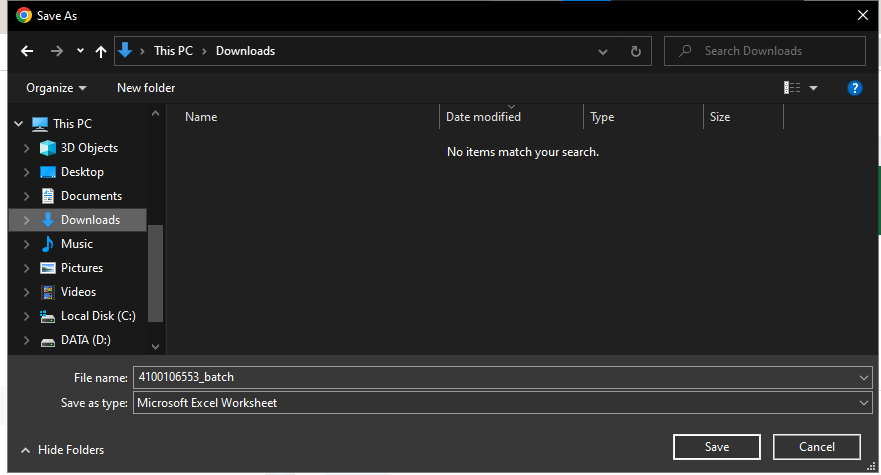 Save As
This PC > Downloads
Search Downloads
Organize New folder
Name Date modified Type Size
No items match your search.
This PC
3D Objects
Desktop
Documents
Downloads
Music
Pictures
Videos
Local Disk (C:)
DATA (D:)
File name: 4100106553_batch
Save as type: Microsoft Excel Worksheet
Hide Folders Save Cancel